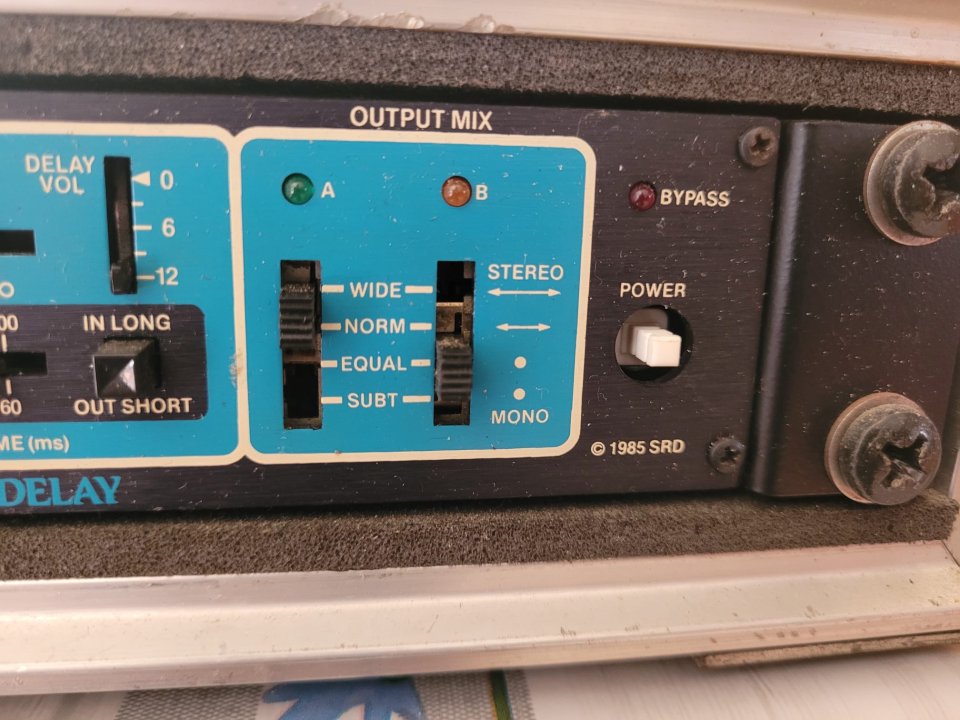 OUTPUT MIX
DELAY
VOL
0
6
12
A
B
BYPASS
STEREO
WIDE
NORM
EQUAL
SUBT
MONO
POWER
IN LONG
OUT SHORT
60
ME (ms)
© 1985 SRD
DELAY